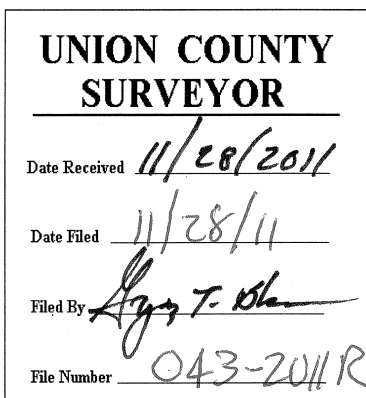 UNION COUNTY
SURVEYOR
Date Received 11/28/2011
Date Filed 11/28/11
Filed By T.
File Number 043-2011R